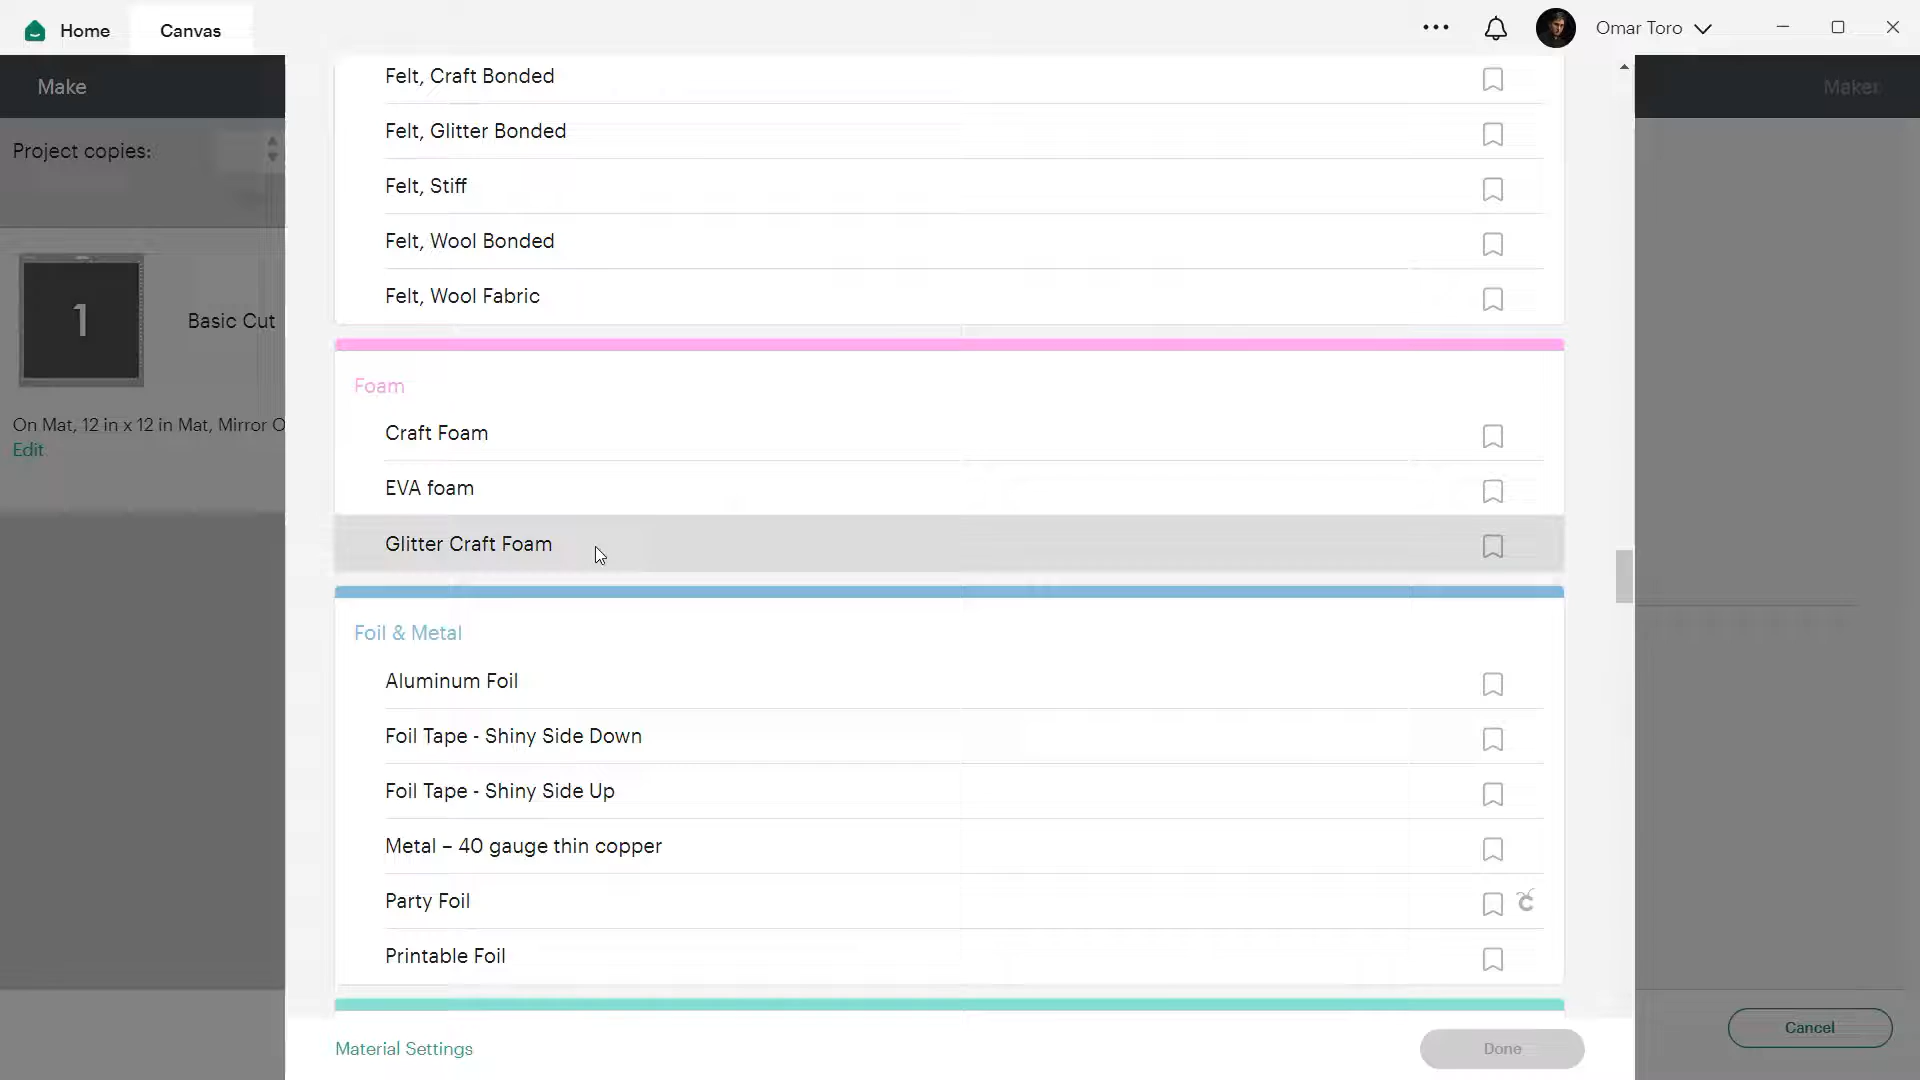 Home
Canvas
Omar Toro
Make
Maker
Project copies:
1
Basic Cut
On Mat, 12 in x 12 in Mat, Mirror O
Edit
Felt, Craft Bonded
Felt, Glitter Bonded
Felt, Stiff
Felt, Wool Bonded
Felt, Wool Fabric
Foam
Craft Foam
EVA foam
Glitter Craft Foam
Foil & Metal
Aluminum Foil
Foil Tape - Shiny Side Down
Foil Tape - Shiny Side Up
Metal – 40 gauge thin copper
Party Foil
Printable Foil
Material Settings
Done
Cancel